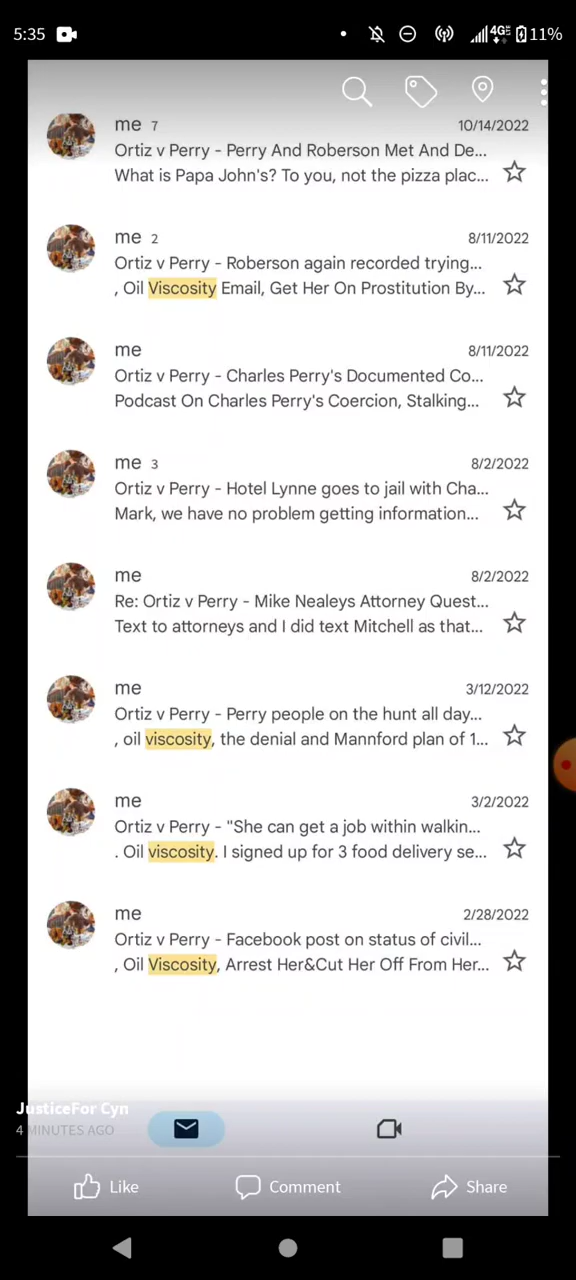 5:35 4G 11%
me 7 10/14/2022
Ortiz v Perry - Perry And Roberson Met And De...
What is Papa John's? To you, not the pizza plac...
me 2 8/11/2022
Ortiz v Perry - Roberson again recorded trying...
, Oil Viscosity Email, Get Her On Prostitution By...
me 8/11/2022
Ortiz v Perry - Charles Perry's Documented Co...
Podcast On Charles Perry's Coercion, Stalking...
me 3 8/2/2022
Ortiz v Perry - Hotel Lynne goes to jail with Cha...
Mark, we have no problem getting information...
me 8/2/2022
Re: Ortiz v Perry - Mike Nealeys Attorney Quest...
Text to attorneys and I did text Mitchell as that...
me 3/12/2022
Ortiz v Perry - Perry people on the hunt all day...
, oil viscosity, the denial and Mannford plan of 1...
me 3/2/2022
Ortiz v Perry - "She can get a job within walkin...
. Oil viscosity. I signed up for 3 food delivery se...
me 2/28/2022
Ortiz v Perry - Facebook post on status of civil...
, Oil Viscosity, Arrest Her&Cut Her Off From Her...
JusticeFor Cyn
4 MINUTES AGO
Like Comment Share